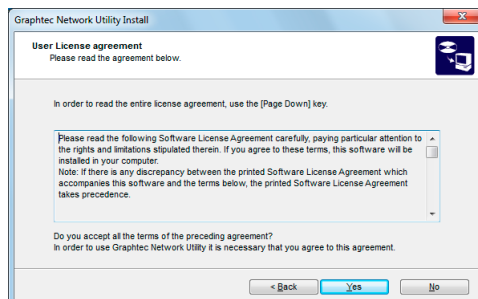 Graphtec Network Utility Install
User License agreement
Please read the agreement below.
In order to read the entire license agreement, use the [Page Down] key.
Please read the following Software License Agreement carefully, paying particular attention to
the rights and limitations stipulated therein. If you agree to these terms, this software will be
installed in your computer.
Note: If there is any discrepancy between the printed Software License Agreement which
accompanies this software and the terms below, the printed Software License Agreement
takes precedence.
Do you accept all the terms of the preceding agreement?
In order to use Graphtec Network Utility it is necessary that you agree to this agreement.
< Back Yes No